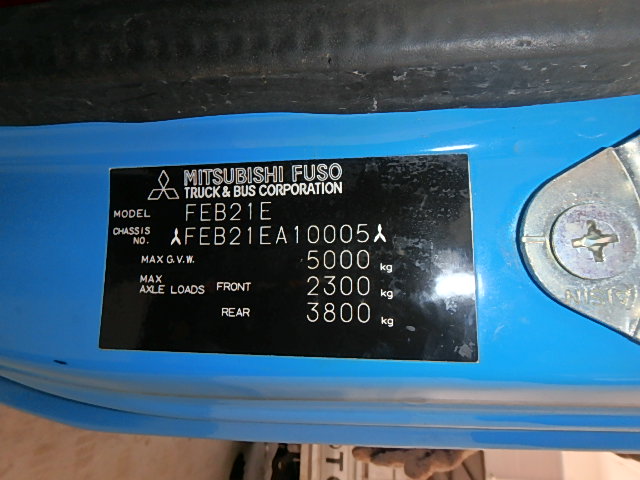 MITSUBISHI FUSO
TRUCK & BUS CORPORATION
MODEL FEB21E
CHASSIS NO. FEB21EA10005
MAX G.V.W. 5000 kg
MAX AXLE LOADS FRONT 2300 kg
REAR 3800 kg